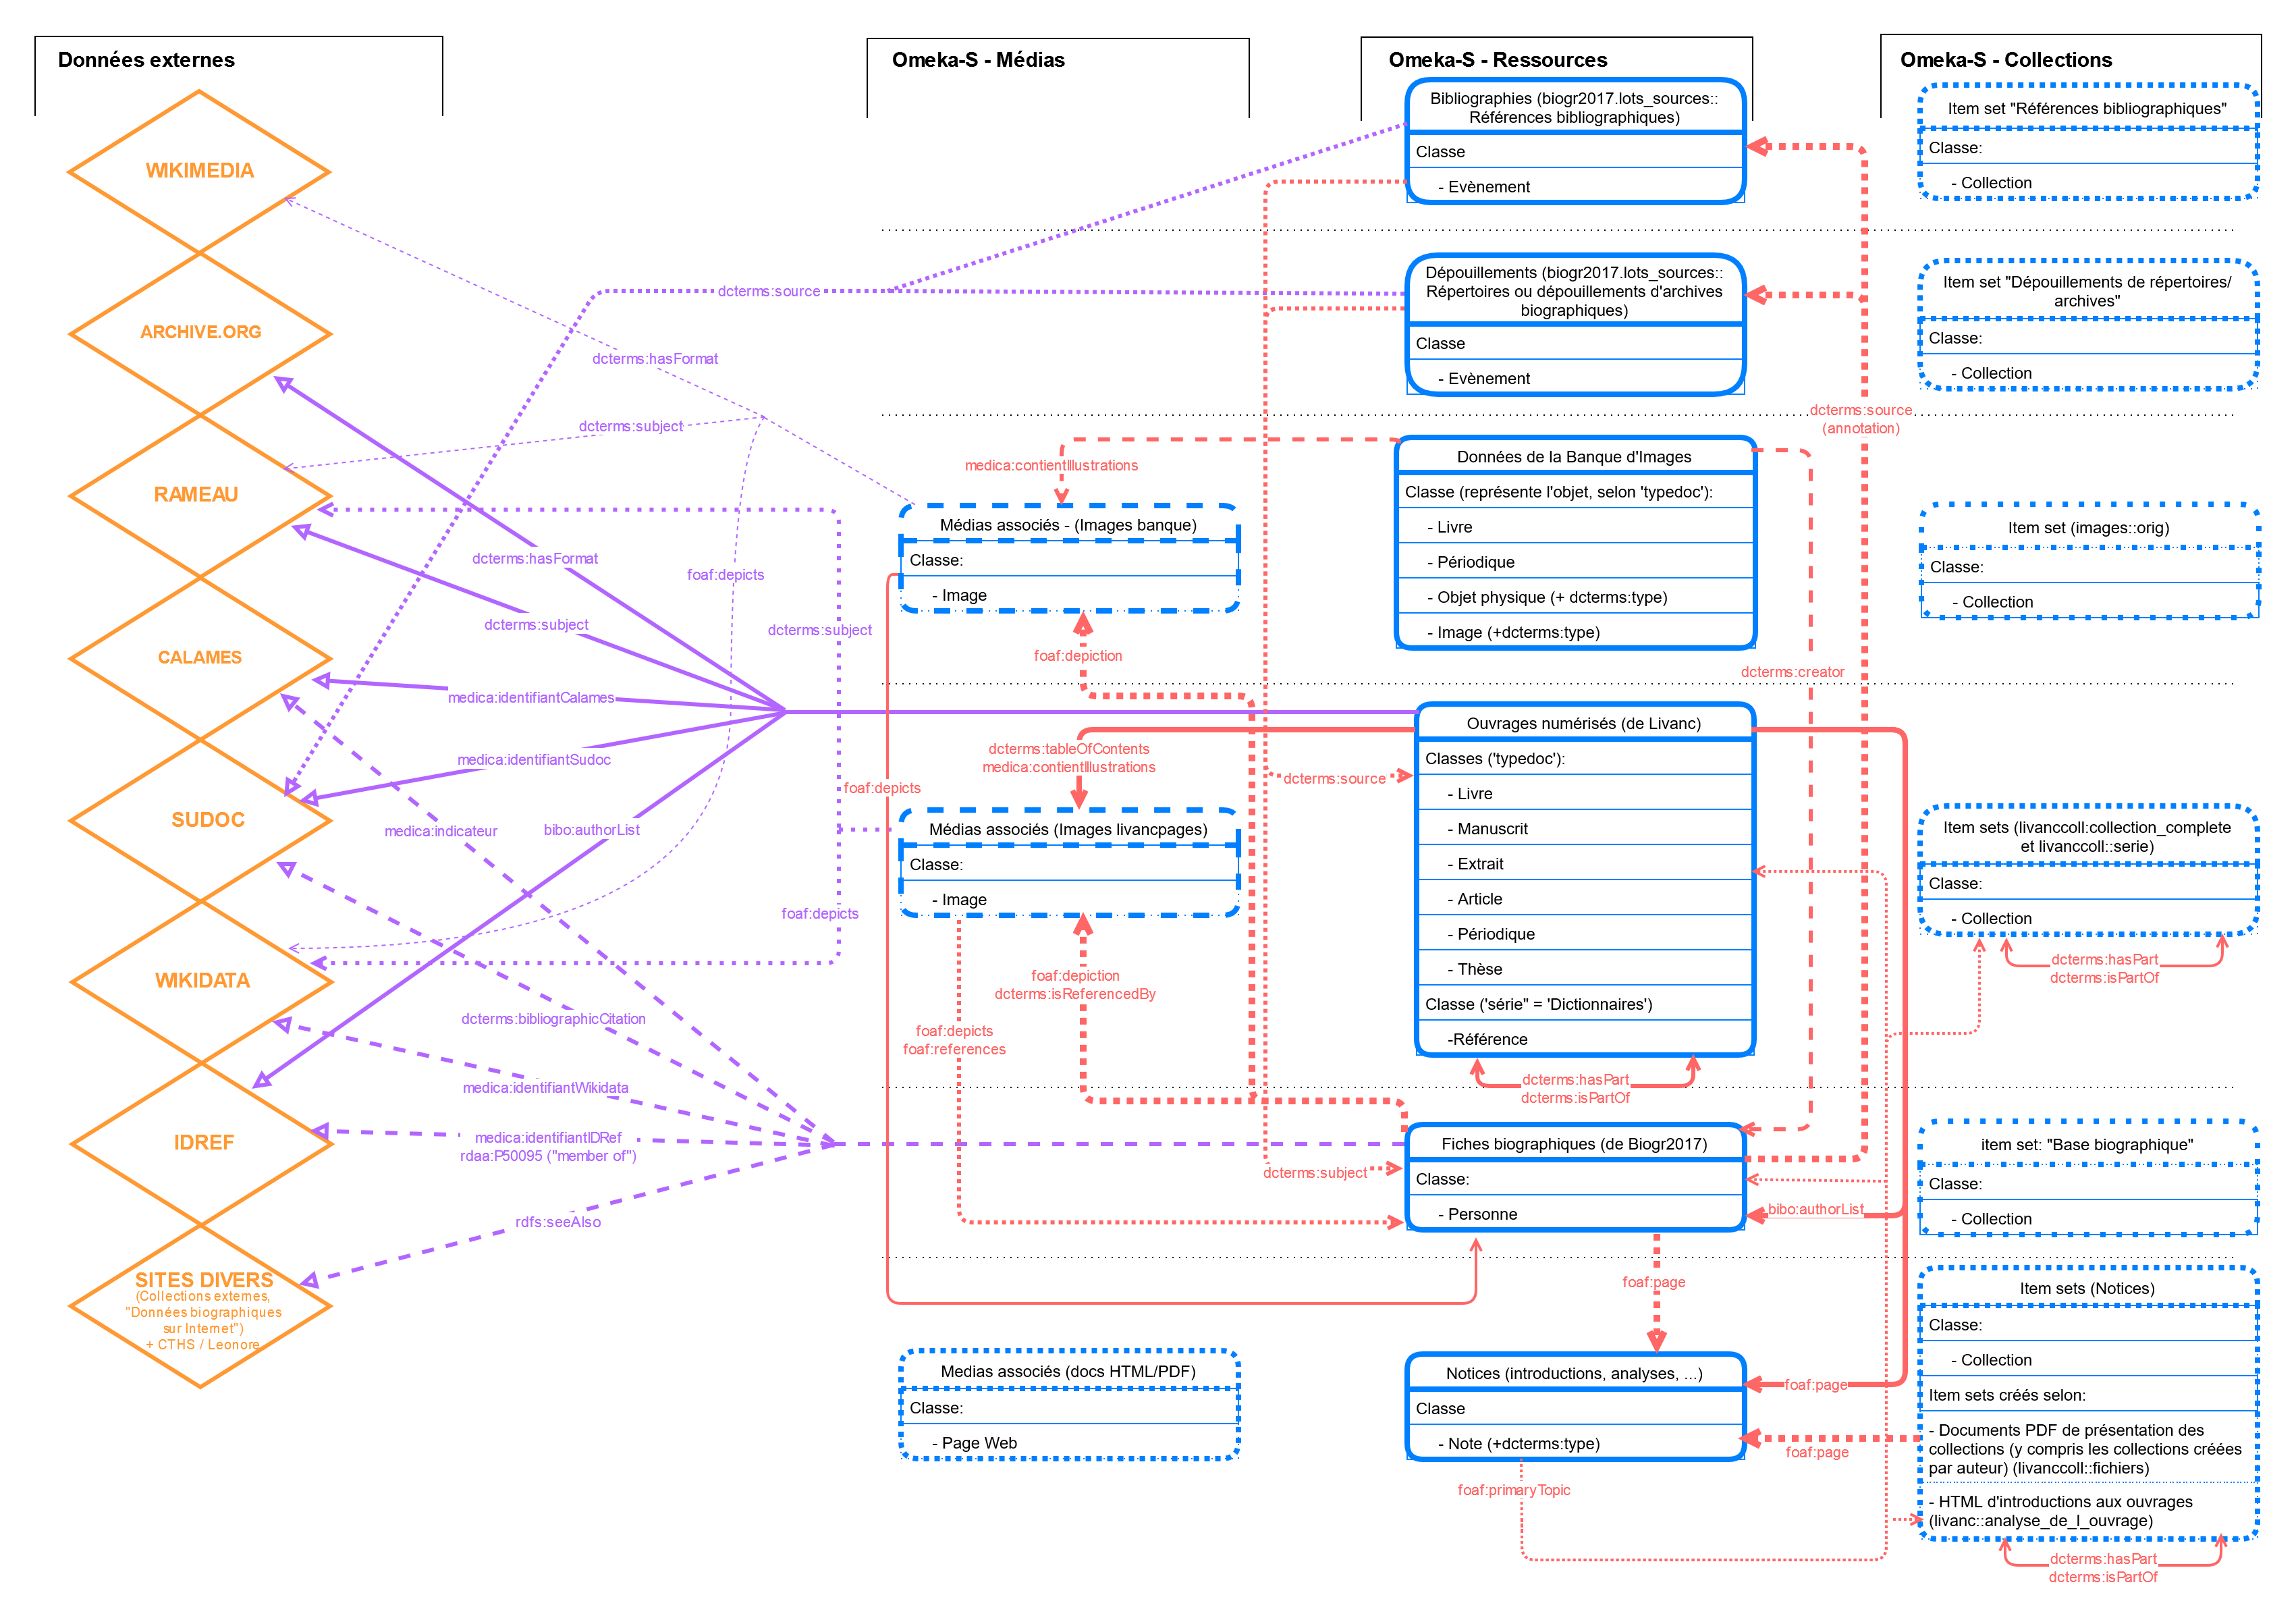 Données externes
Omeka-S - Médias
Omeka-S - Ressources
Omeka-S - Collections
WIKIMEDIA
ARCHIVE.ORG
RAMEAU
CALAMES
SUDOC
WIKIDATA
IDREF
SITES DIVERS
(Collections externes,
"Données biographiques
sur Internet")
+ CTHS / Leonore
dcterms:source
dcterms:hasFormat
dcterms:subject
dcterms:hasFormat
foaf:depicts
dcterms:subject
dcterms:subject
medica:identifiantCalames
medica:identifiantSudoc
foaf:depicts
medica:indicateur
bibo:authorList
foaf:depicts
dcterms:bibliographicCitation
medica:identifiantWikidata
medica:identifiantIDRef
rdaa:P50095 ("member of")
rdfs:seeAlso
medica:contientIllustrations
Médias associés - (Images banque)
Classe:
- Image
foaf:depiction
dcterms:tableOfContents
medica:contientIllustrations
Médias associés (Images livancpages)
Classe:
- Image
foaf:depiction
dcterms:isReferencedBy
foaf:depicts
foaf:references
Medias associés (docs HTML/PDF)
Classe:
- Page Web
Bibliographies (biogr2017.lots_sources::
Références bibliographiques)
Classe
- Evènement
Dépouillements (biogr2017.lots_sources::
Répertoires ou dépouillements d'archives
biographiques)
Classe
- Evènement
dcterms:source
(annotation)
Données de la Banque d'Images
Classe (représente l'objet, selon 'typedoc'):
- Livre
- Périodique
- Objet physique (+ dcterms:type)
- Image (+dcterms:type)
dcterms:creator
Ouvrages numérisés (de Livanc)
Classes ('typedoc'):
- Livre
- Manuscrit
- Extrait
- Article
- Périodique
- Thèse
Classe ('série" = 'Dictionnaires')
-Référence
dcterms:source
dcterms:hasPart
dcterms:isPartOf
Fiches biographiques (de Biogr2017)
Classe:
- Personne
dcterms:subject
bibo:authorList
foaf:page
Notices (introductions, analyses, ...)
Classe
- Note (+dcterms:type)
foaf:page
foaf:page
foaf:primaryTopic
Item set "Références bibliographiques"
Classe:
- Collection
Item set "Dépouillements de répertoires/
archives"
Classe:
- Collection
Item set (images::orig)
Classe:
- Collection
Item sets (livanccoll:collection_complete
et livanccoll::serie)
Classe:
- Collection
dcterms:hasPart
dcterms:isPartOf
item set: "Base biographique"
Classe:
- Collection
Item sets (Notices)
Classe:
- Collection
Item sets créés selon:
- Documents PDF de présentation des
collections (y compris les collections créées
par auteur) (livanccoll::fichiers)
- HTML d'introductions aux ouvrages
(livanc::analyse_de_l_ouvrage)
dcterms:hasPart
dcterms:isPartOf